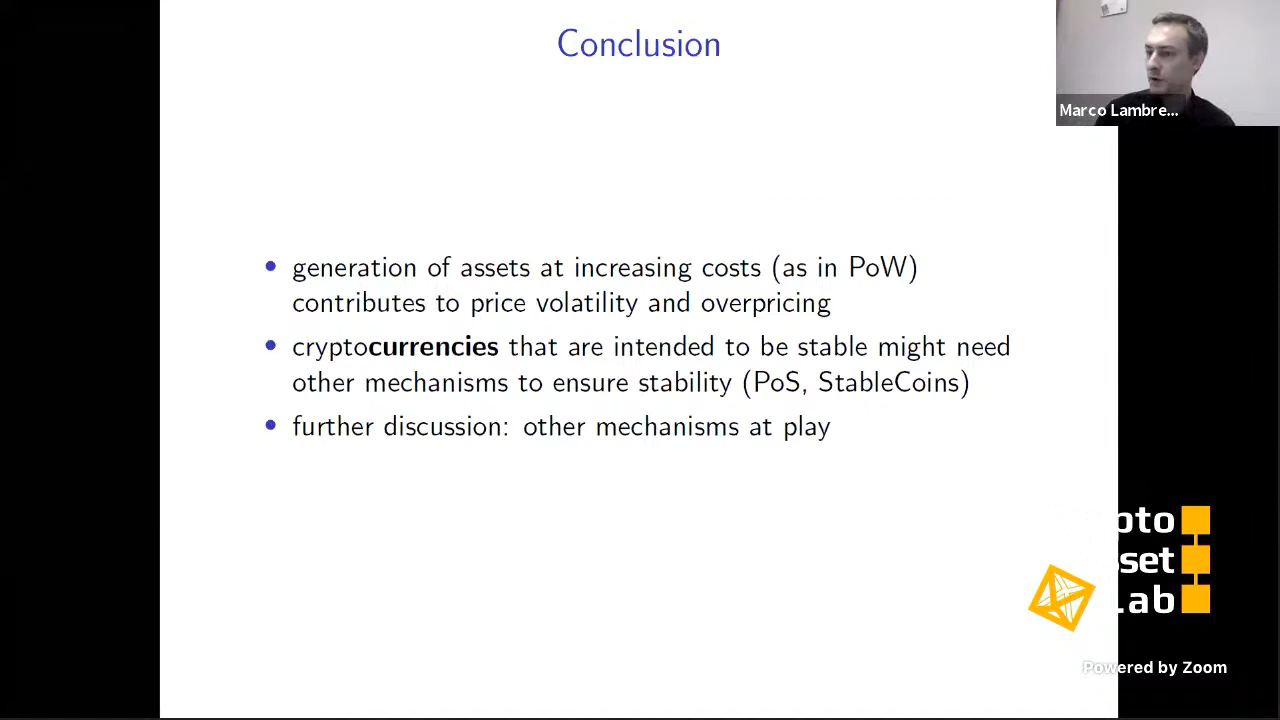 Conclusion
Marco Lambre...
• generation of assets at increasing costs (as in PoW)
contributes to price volatility and overpricing
• cryptocurrencies that are intended to be stable might need
other mechanisms to ensure stability (PoS, StableCoins)
• further discussion: other mechanisms at play
pto
set
Lab
Powered by Zoom